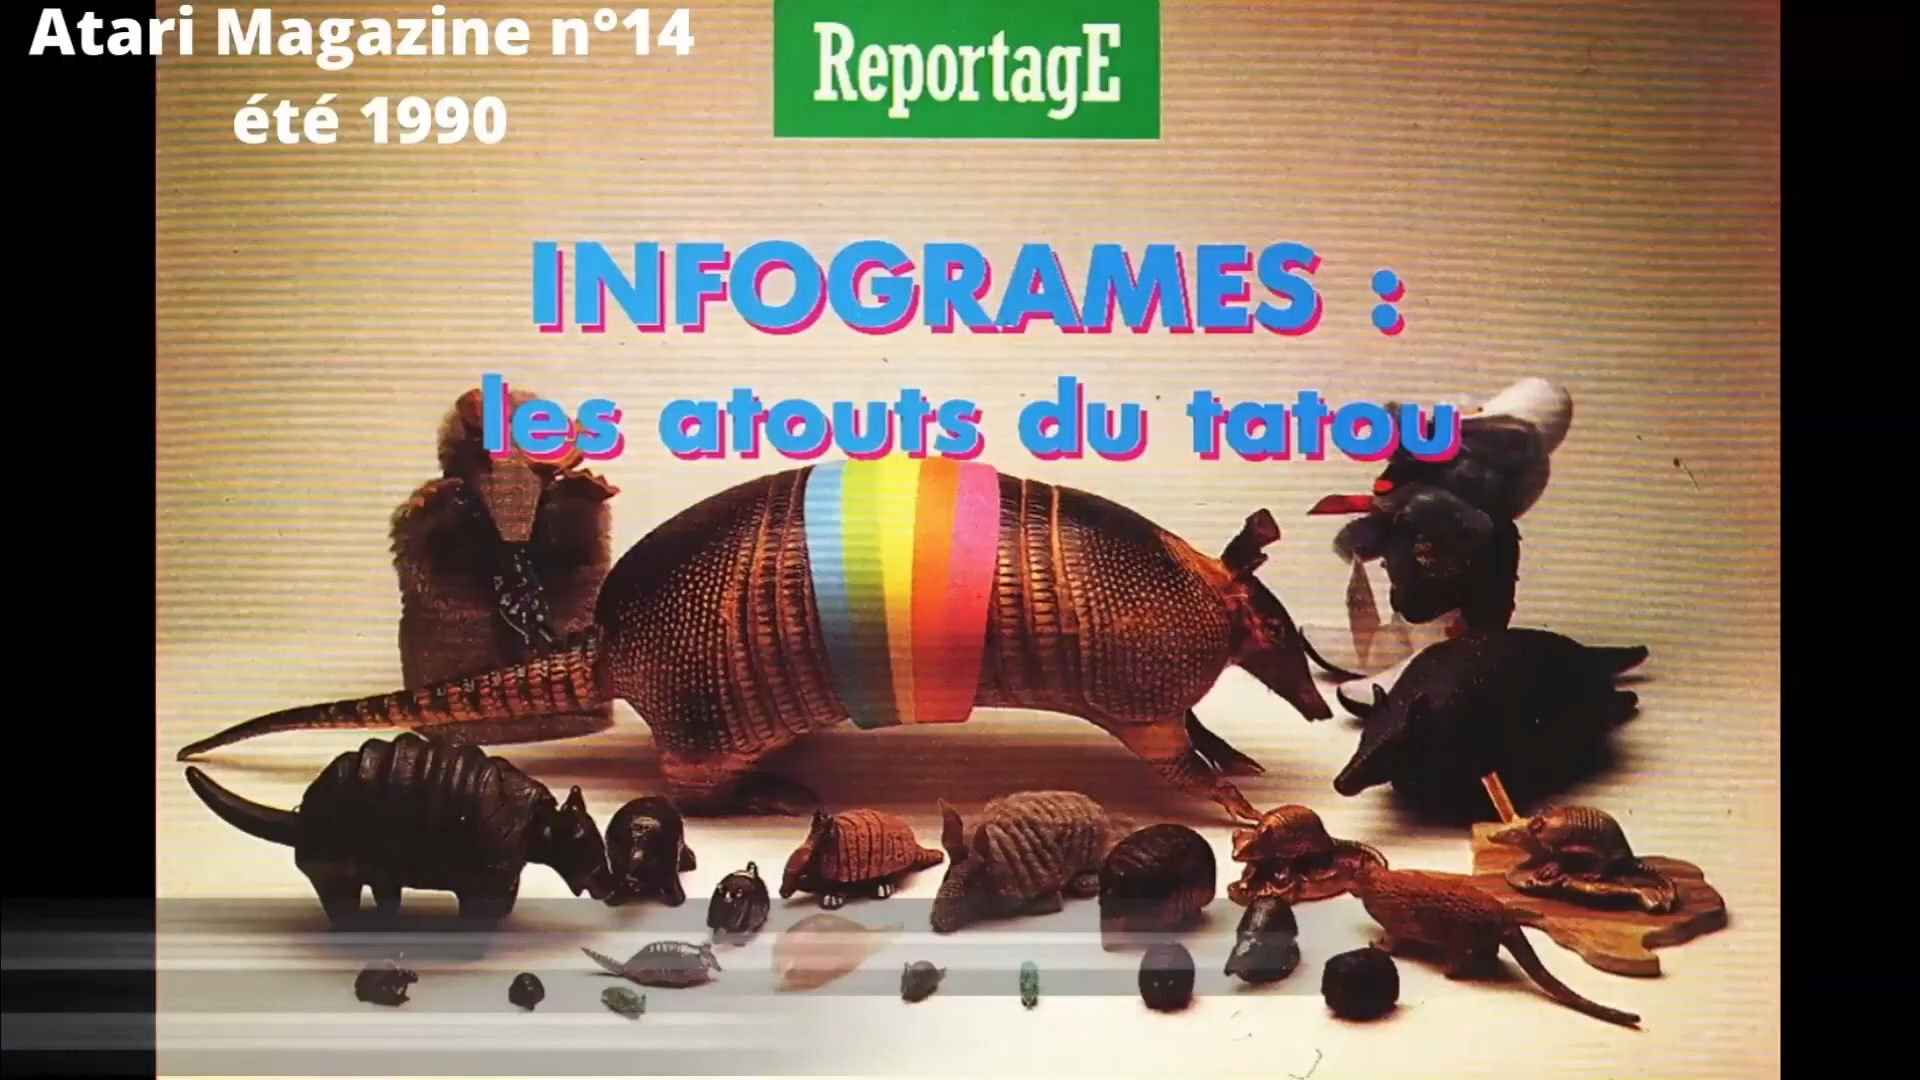 Atari Magazine n°14
été 1990
ReportagE
INFOGRAMES :
les atouts du tatou